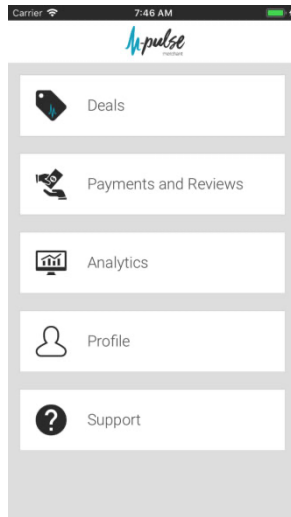 Carrier 7:46 AM
pulse
merchant
Deals
Payments and Reviews
Analytics
Profile
Support